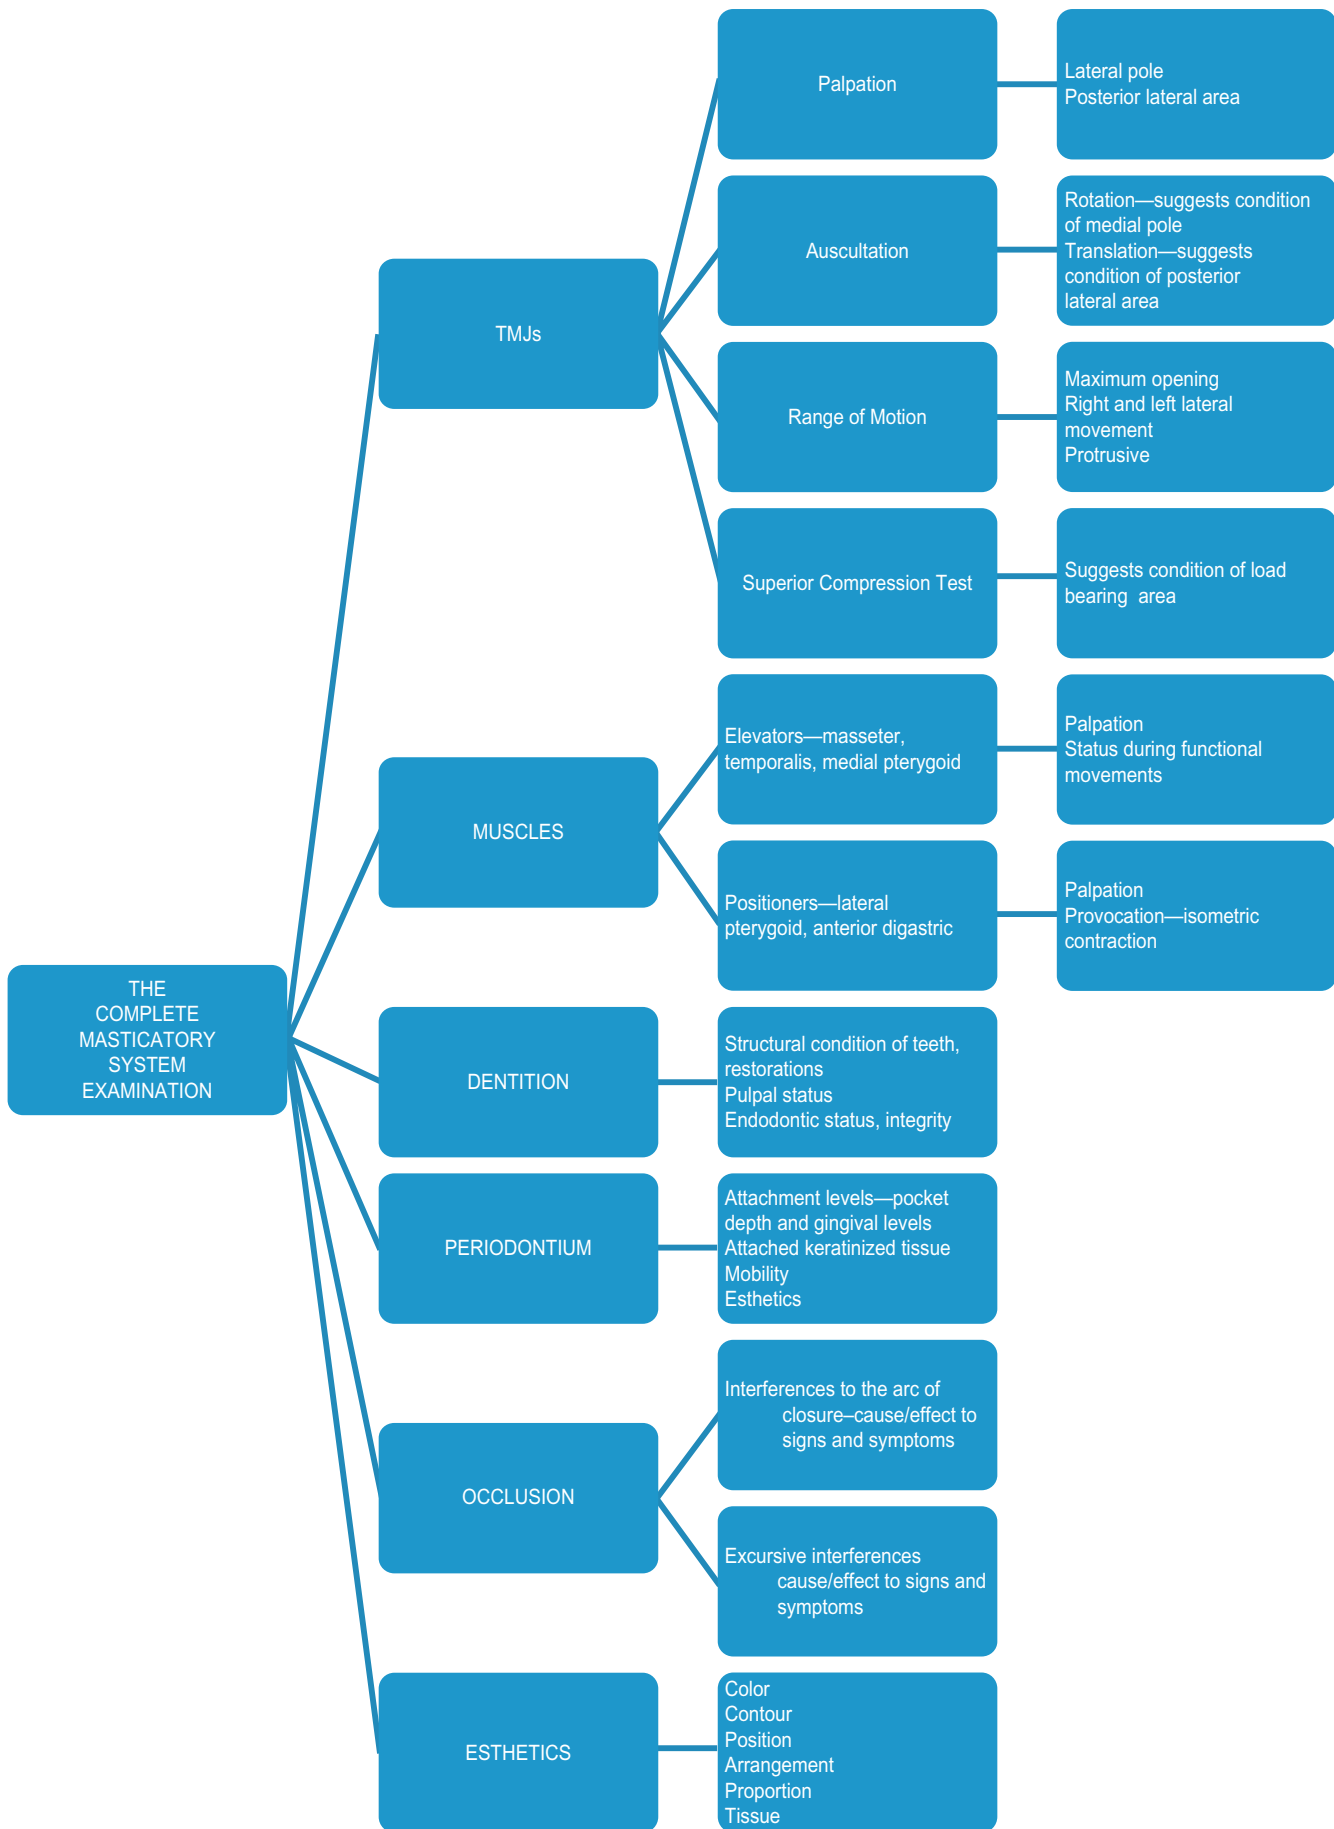 THE
COMPLETE
MASTICATORY
SYSTEM
EXAMINATION
TMJs
Palpation
Lateral pole
Posterior lateral area
Auscultation
Rotation—suggests condition
of medial pole
Translation—suggests
condition of posterior
lateral area
Range of Motion
Maximum opening
Right and left lateral
movement
Protrusive
Superior Compression Test
Suggests condition of load
bearing area
MUSCLES
Elevators—masseter,
temporalis, medial pterygoid
Palpation
Status during functional
movements
Positioners—lateral
pterygoid, anterior digastric
Palpation
Provocation—isometric
contraction
DENTITION
Structural condition of teeth,
restorations
Pulpal status
Endodontic status, integrity
PERIODONTIUM
Attachment levels—pocket
depth and gingival levels
Attached keratinized tissue
Mobility
Esthetics
OCCLUSION
Interferences to the arc of
closure–cause/effect to
signs and symptoms
Excursive interferences
cause/effect to signs and
symptoms
ESTHETICS
Color
Contour
Position
Arrangement
Proportion
Tissue